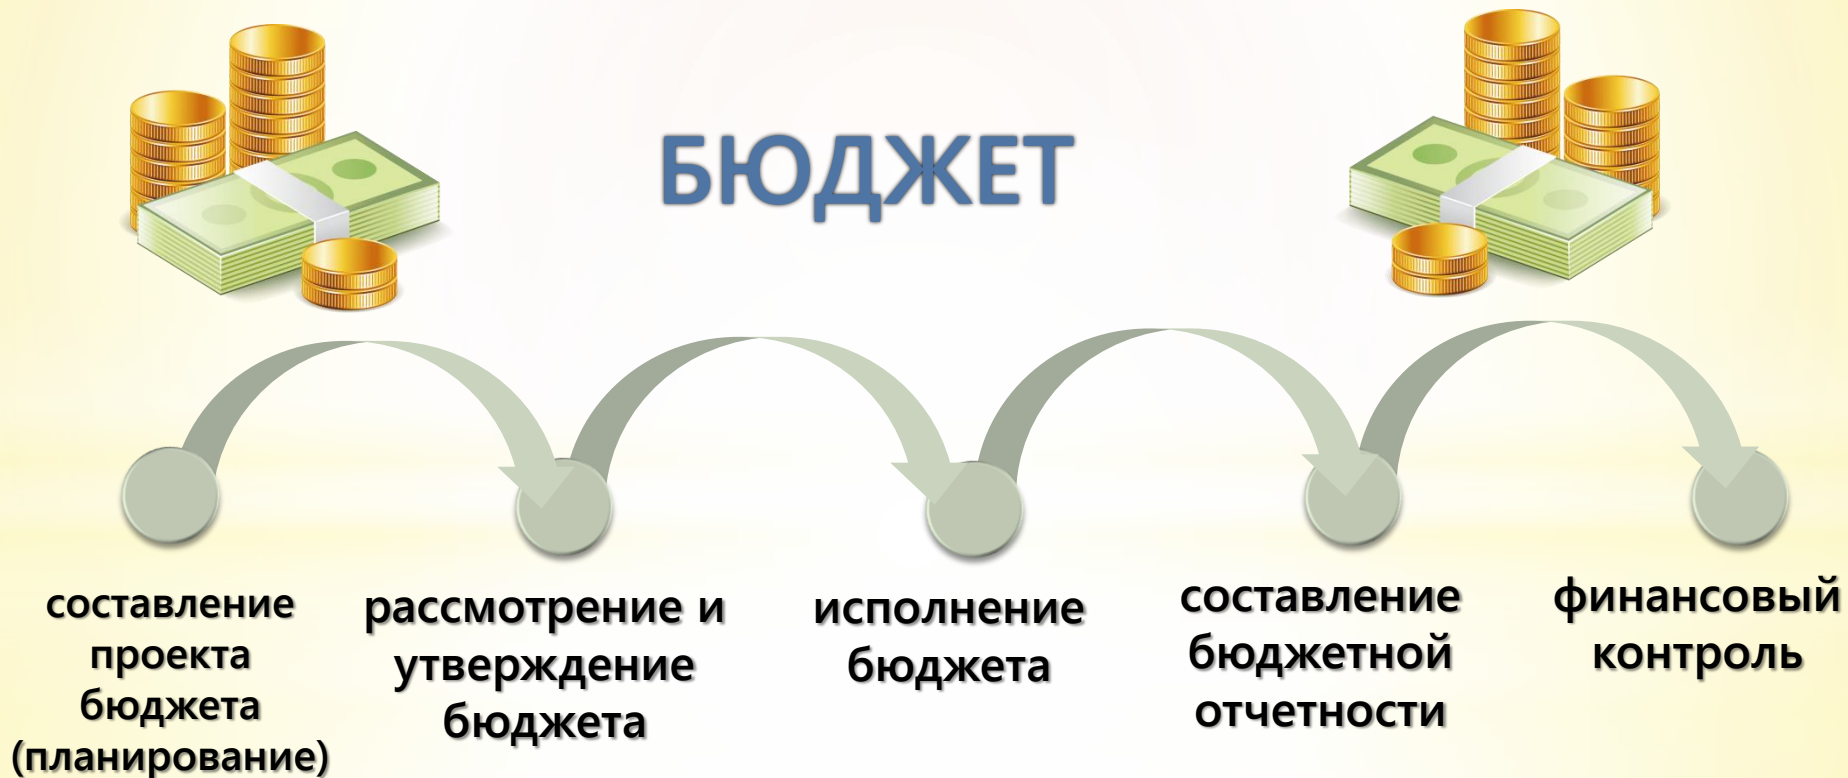 БЮДЖЕТ
составление
проекта
бюджета
(планирование)
рассмотрение и
утверждение
бюджета
исполнение
бюджета
составление
бюджетной
отчетности
финансовый
контроль